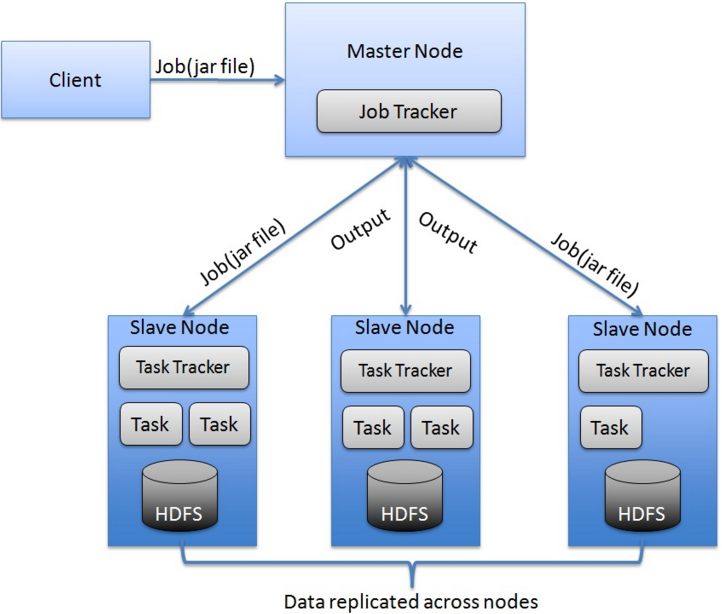 Client
Job(jar file)
Master Node
Job Tracker
Job(jar file)
Output
Output
Job(jar file)
Slave Node
Task Tracker
Task
Task
HDFS
Slave Node
Task Tracker
Task
Task
HDFS
Slave Node
Task Tracker
Task
HDFS
Data replicated across nodes